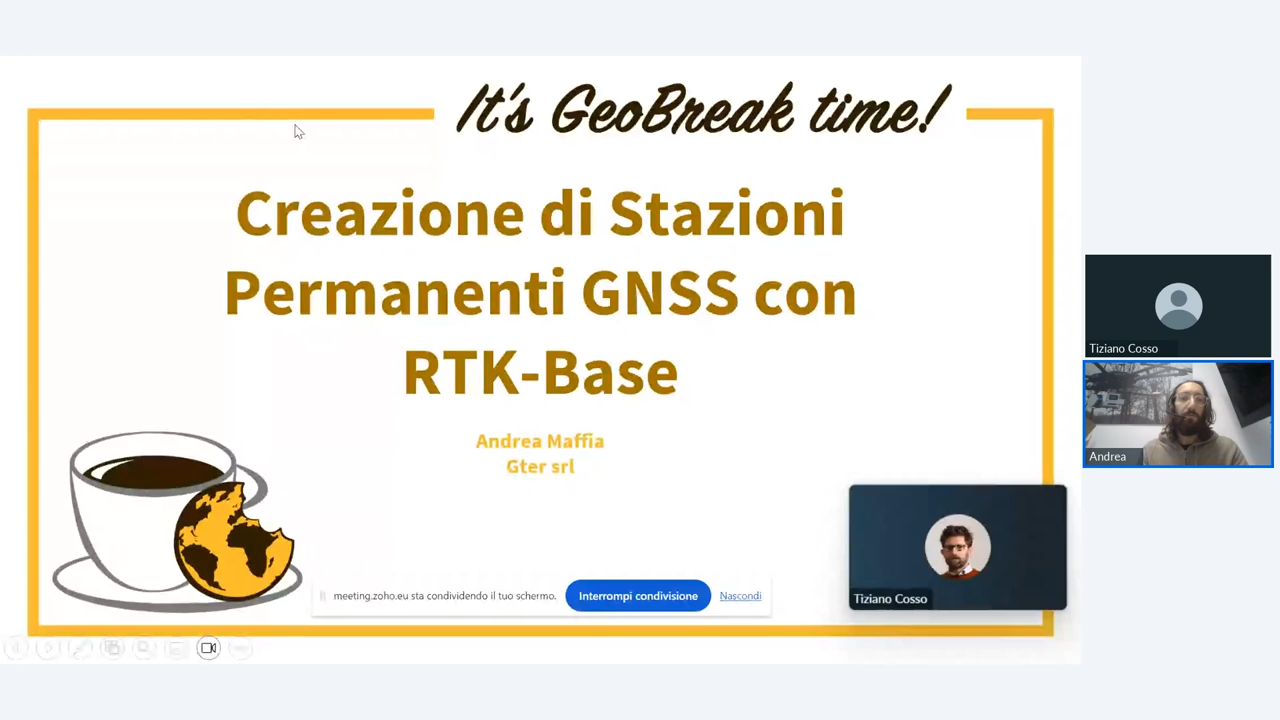 It's GeoBreak time!
Creazione di Stazioni
Permanenti GNSS con
RTK-Base
Andrea Maffia
Gter srl
Tiziano Cosso
Andrea
Tiziano Cosso
meeting.zoho.eu sta condividendo il tuo schermo.
Interrompi condivisione
Nascondi